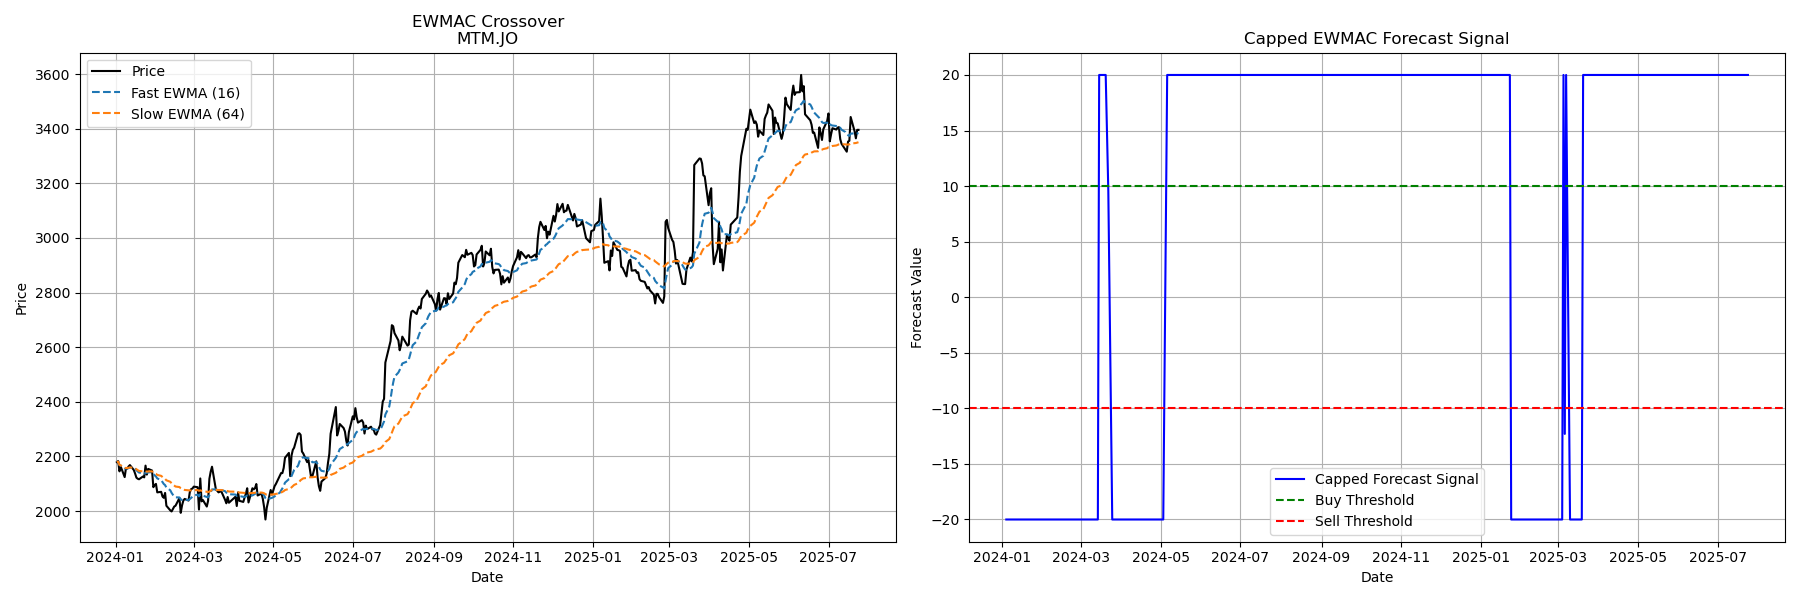 EWMAC Crossover
MTM.JO
Price
Fast EWMA (16)
Slow EWMA (64)
3600
3400
3200
3000
2800
2600
2400
2200
2000
Price
2024-01
2024-03
2024-05
2024-07
2024-09
2024-11
2025-01
2025-03
2025-05
2025-07
Date
Capped EWMAC Forecast Signal
20
15
10
5
0
−5
−10
−15
−20
Forecast Value
Capped Forecast Signal
Buy Threshold
Sell Threshold
2024-01
2024-03
2024-05
2024-07
2024-09
2024-11
2025-01
2025-03
2025-05
2025-07
Date